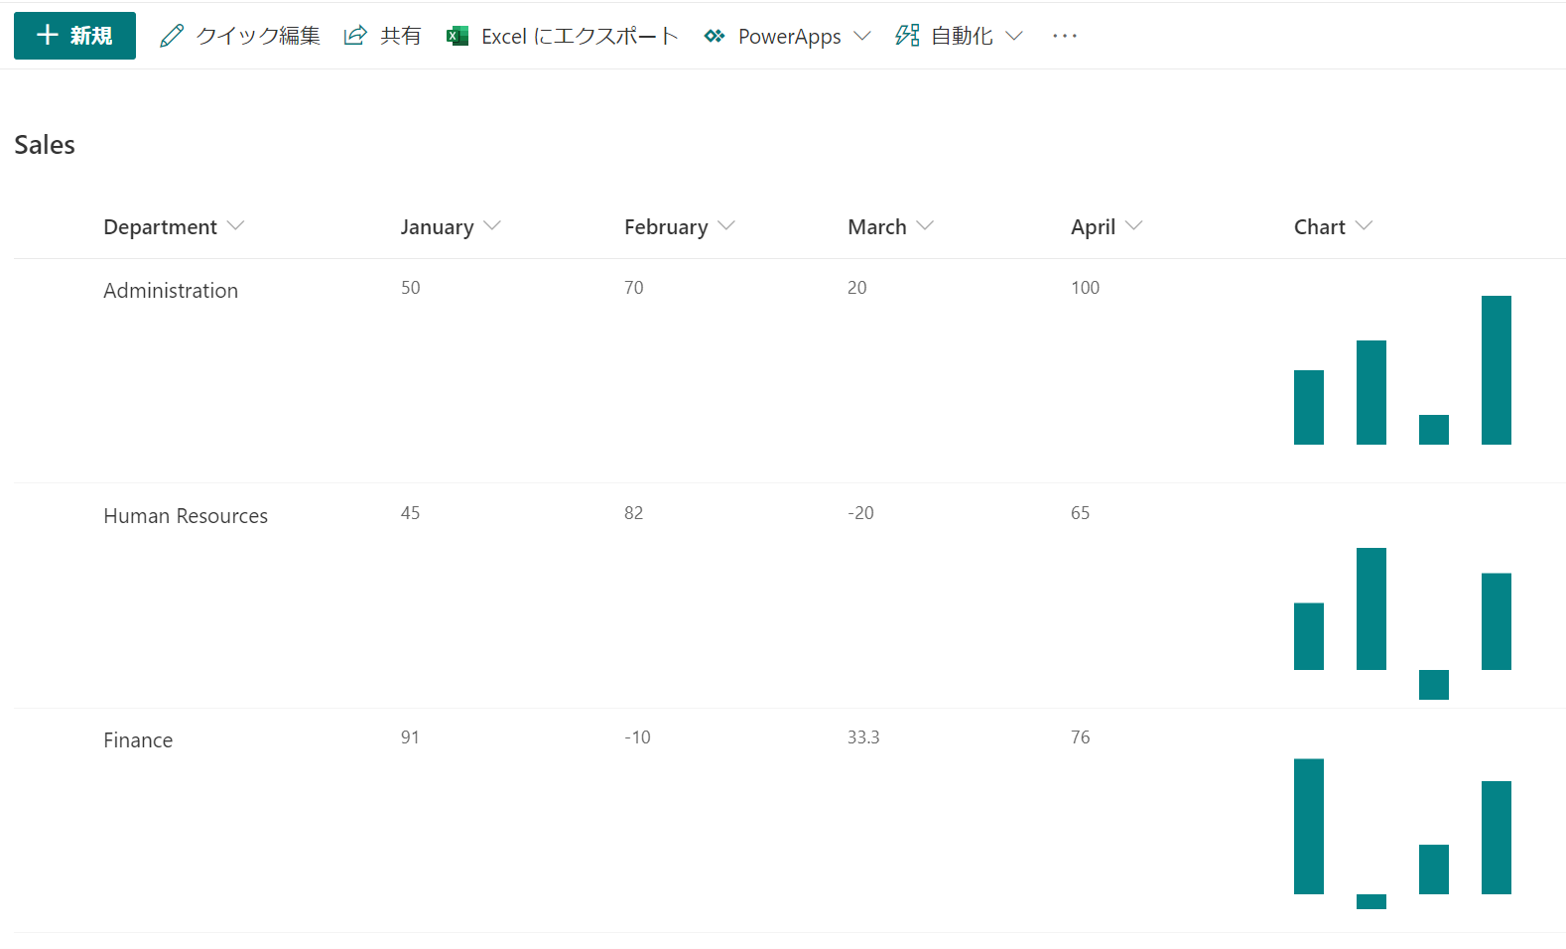 新規 クイック編集 共有 Excel にエクスポート PowerApps 自動化 ···
Sales
Department January February March April Chart
Administration 50 70 20 100
Human Resources 45 82 -20 65
Finance 91 -10 33.3 76